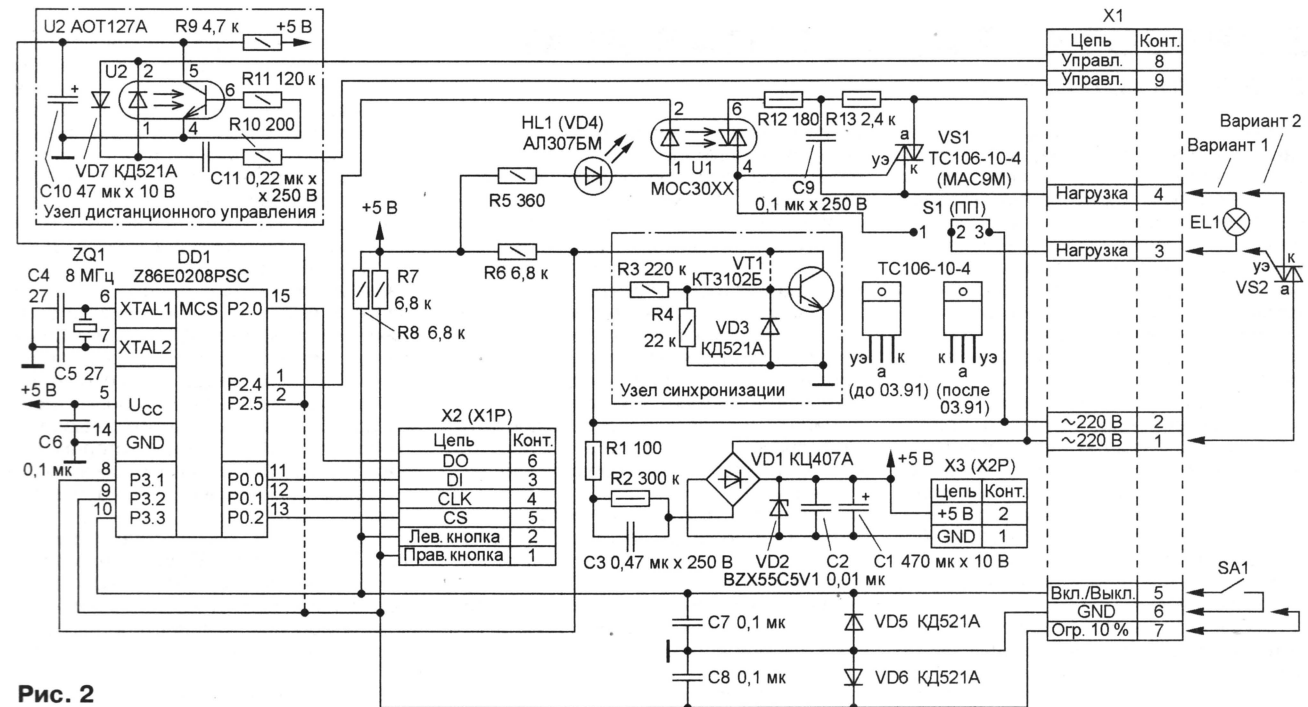 U2 АОТ127А
R9 4,7 к
+5 В
U2
2
5
6
1
4
+
R11 120 к
R10 200
VD7 КД521А
C10 47 мк х 10 В
C11 0,22 мк х
х 250 В
Узел дистанционного управления
HL1 (VD4)
АЛ307БМ
R5 360
2
6
1
4
U1
МОС30ХХ
R12 180
R13 2,4 к
C9
0,1 мк х 250 В
а
уэ
к
VS1
ТС106-10-4
(МАС9М)
S1 (ПП)
1
2 3
X1
Цепь
Конт.
Управл.
8
Управл.
9
Нагрузка
4
Нагрузка
3
~220 В
2
~220 В
1
Вкл./Выкл.
5
GND
6
Огр. 10 %
7
Вариант 2
Вариант 1
EL1
уэ
к
а
VS2
SA1
+5 В
R7
6,8 к
R8 6,8 к
R6 6,8 к
R3 220 к
VT1
КТ3102Б
R4
22 к
VD3
КД521А
Узел синхронизации
ТС106-10-4
уэ
к
а
(до 03.91)
к
уэ
а
(после
03.91)
ZQ1
8 МГц
C4
27
C5 27
DD1
Z86E0208PSC
XTAL1
MCS
P2.0
XTAL2
P2.4
P2.5
UCC
GND
P3.1
P0.0
P3.2
P0.1
P3.3
P0.2
6
7
5
14
8
9
10
15
1
2
11
12
13
+5 В
C6
0,1 мк
X2 (X1P)
Цепь
Конт.
DO
6
DI
3
CLK
4
CS
5
Лев. кнопка
2
Прав. кнопка
1
R1 100
R2 300 к
C3 0,47 мк х 250 В
VD1 КЦ407А
+5 В
VD2
BZX55C5V1
C2
0,01 мк
+
C1 470 мк х 10 В
X3 (X2P)
Цепь
Конт.
+5 В
2
GND
1
C7 0,1 мк
VD5 КД521А
C8 0,1 мк
VD6 КД521А
Рис. 2